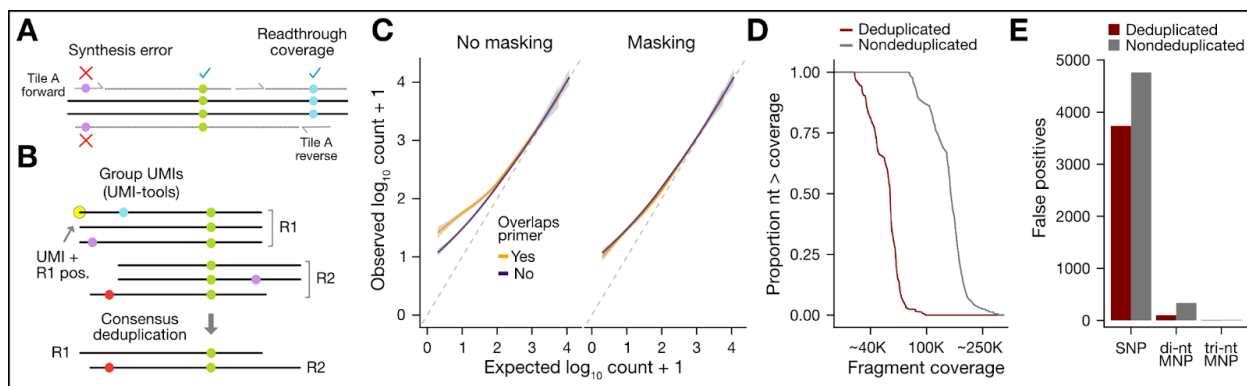 A
Synthesis error
Readthrough
coverage
Tile A
forward
Tile A
reverse
B
Group UMIs
(UMI-tools)
R1
UMI +
R1 pos.
R2
Consensus
deduplication
R1
R2
C
No masking
Masking
Observed log10 count + 1
4
3
2
1
0
Overlaps
primer
Yes
No
0 1 2 3 4
0 1 2 3 4
Expected log10 count + 1
D
Deduplicated
Nondeduplicated
Proportion nt > coverage
1.00
0.75
0.50
0.25
0.00
~40K 100K ~250K
Fragment coverage
E
Deduplicated
Nondeduplicated
False positives
5000
4000
3000
2000
1000
0
SNP
di-nt
MNP
tri-nt
MNP